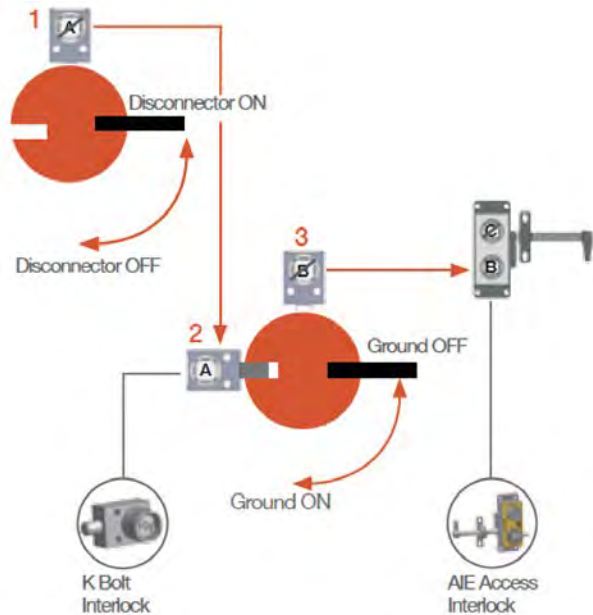 1
A
Disconnector ON
Disconnector OFF
3
B
C
B
2
A
Ground OFF
Ground ON
K Bolt
Interlock
AIE Access
Interlock